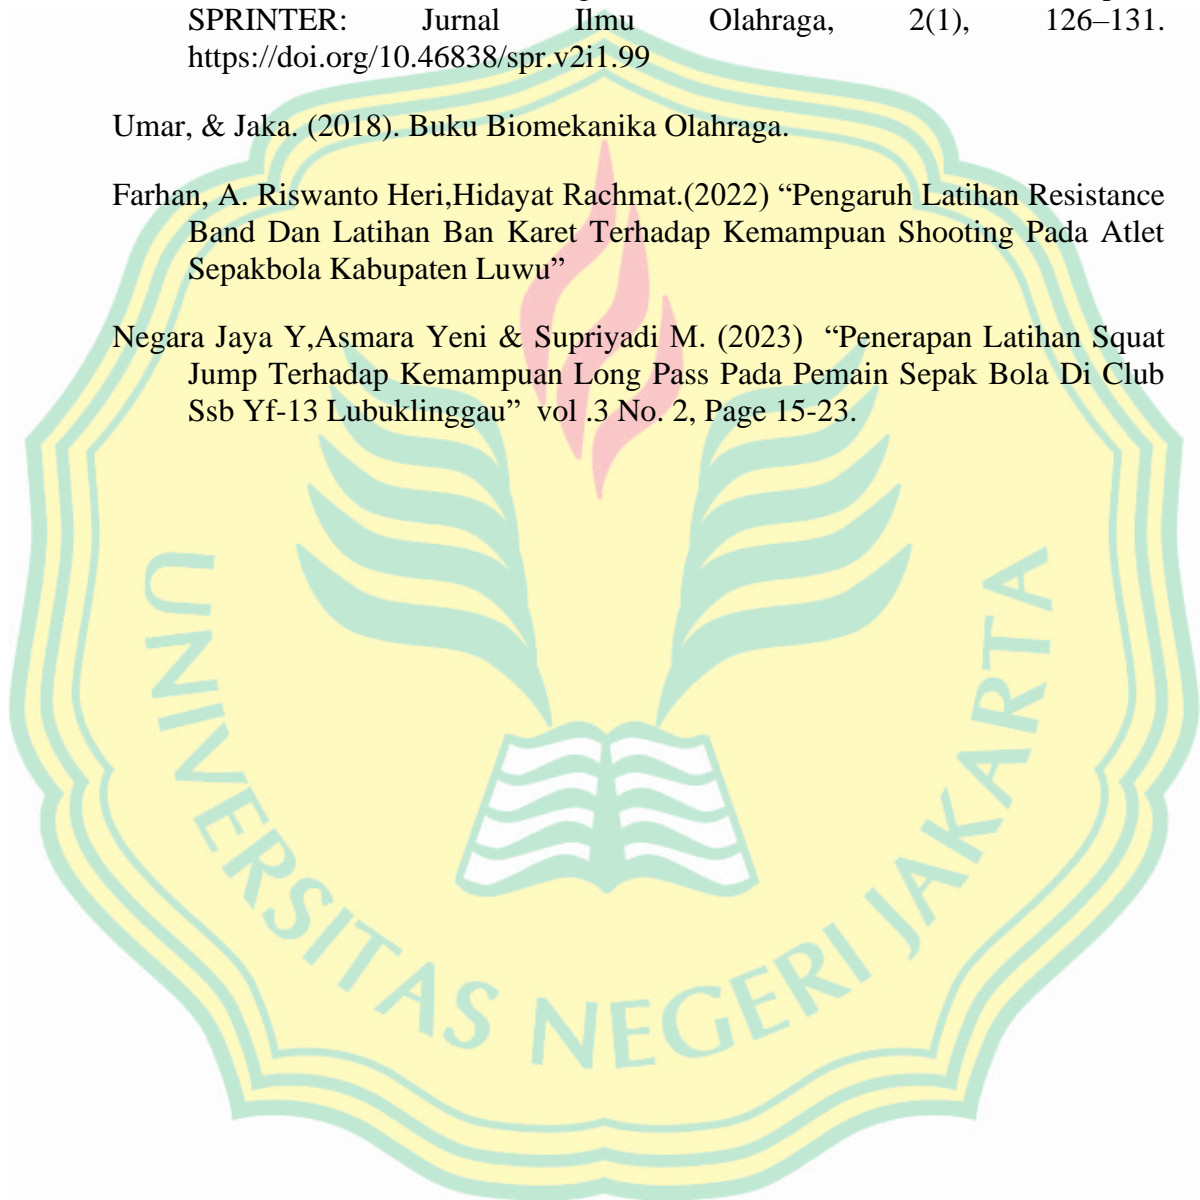 SPRINTER: Jurnal Ilmu Olahraga, 2(1), 126–131.
https://doi.org/10.46838/spr.v2i1.99
Umar, & Jaka. (2018). Buku Biomekanika Olahraga.
Farhan, A. Riswanto Heri,Hidayat Rachmat.(2022) “Pengaruh Latihan Resistance
Band Dan Latihan Ban Karet Terhadap Kemampuan Shooting Pada Atlet
Sepakbola Kabupaten Luwu”
Negara Jaya Y,Asmara Yeni & Supriyadi M. (2023) “Penerapan Latihan Squat
Jump Terhadap Kemampuan Long Pass Pada Pemain Sepak Bola Di Club
Ssb Yf-13 Lubuklinggau” vol .3 No. 2, Page 15-23.
UNIVERSITAS NEGERI JAKARTA